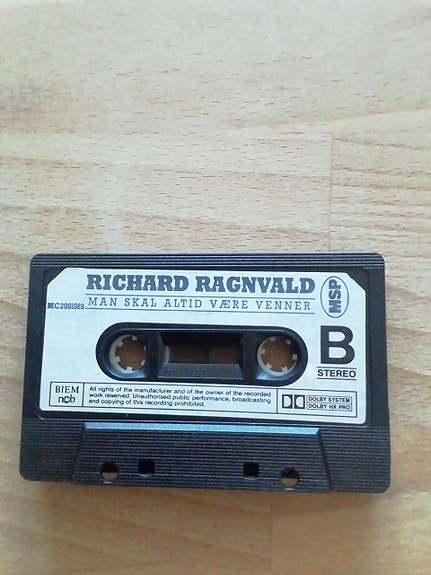 RICHARD RAGNVALD
MC2001089 MAN SKAL ALTID VÆRE VENNER
MSP
B
STEREO
BIEM
ncb
All rights of the manufacturer and of the owner of the recorded
work reserved. Unauthorised public performance, broadcasting
and copying of this recording prohibited.
DOLBY SYSTEM
DOLBY HX PRO